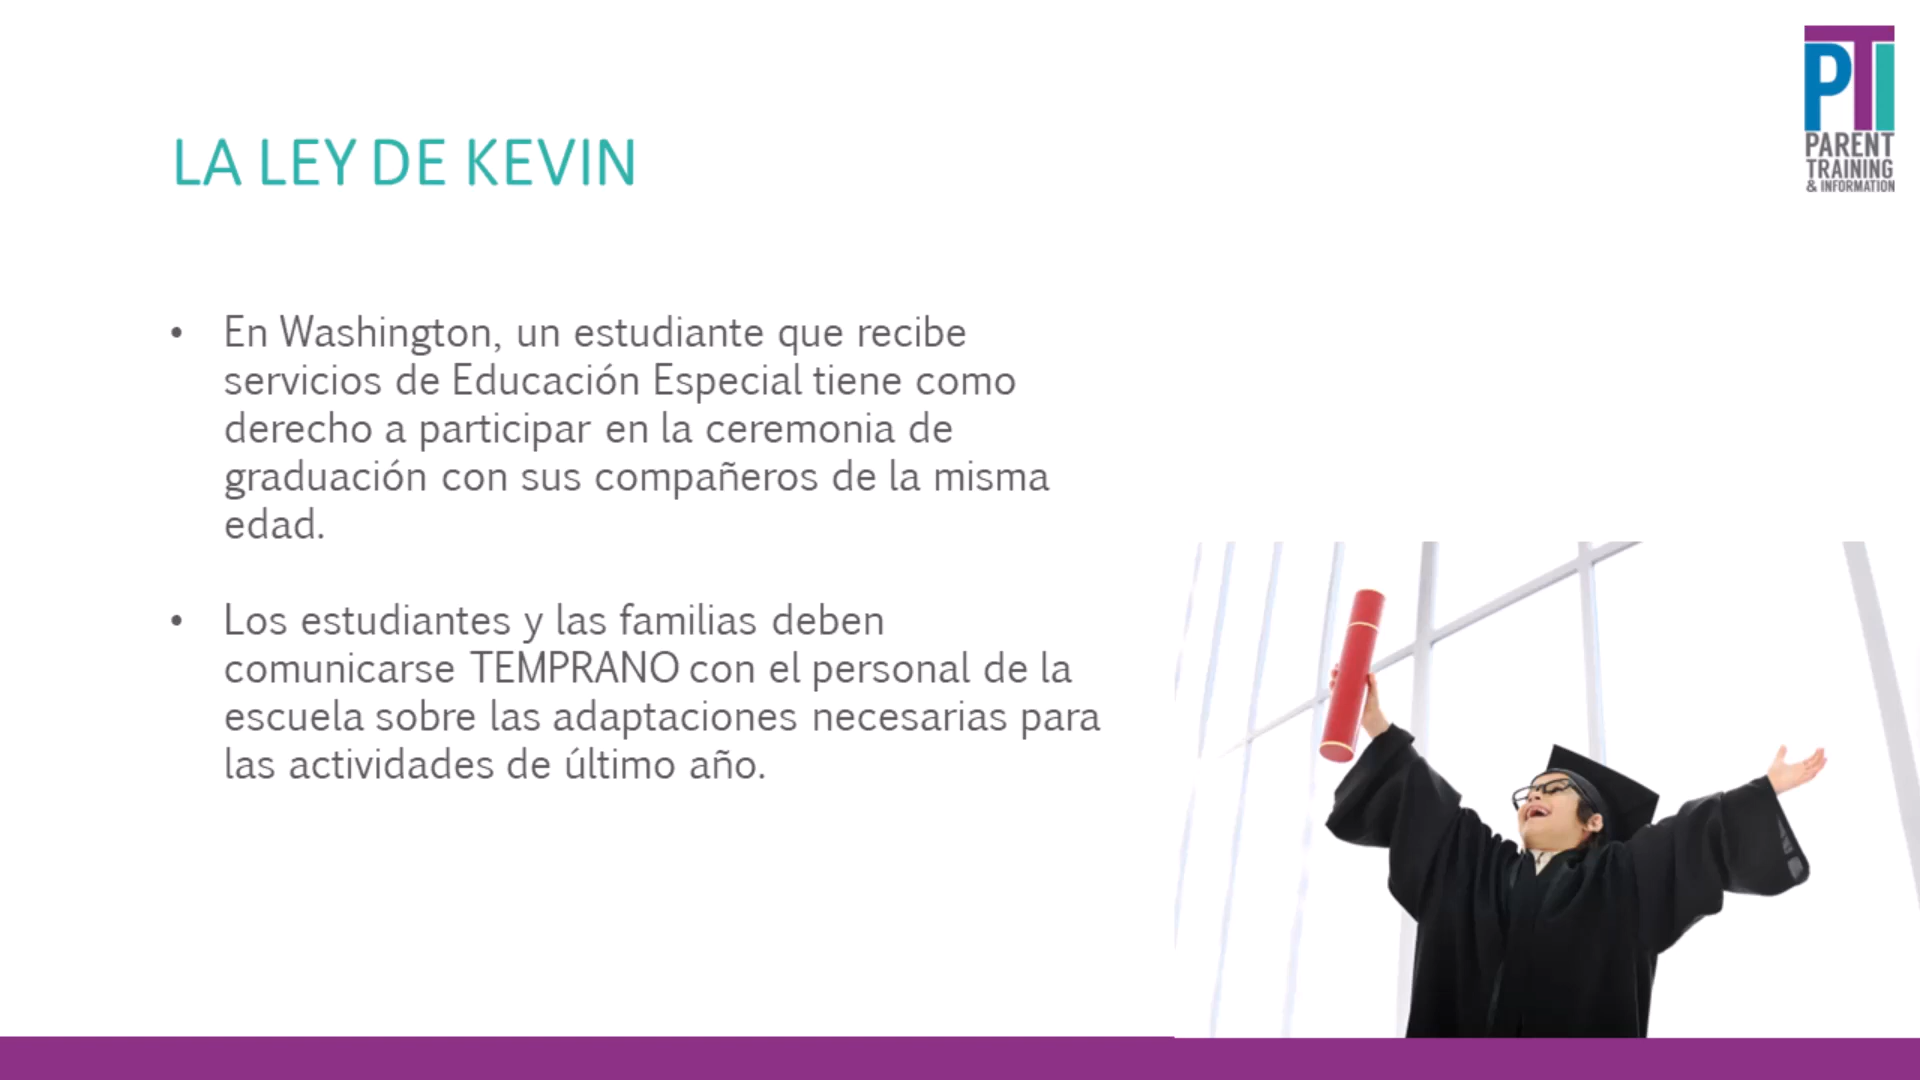 PTI
PARENT
TRAINING
& INFORMATION
LA LEY DE KEVIN
• En Washington, un estudiante que recibe
servicios de Educación Especial tiene como
derecho a participar en la ceremonia de
graduación con sus compañeros de la misma
edad.
• Los estudiantes y las familias deben
comunicarse TEMPRANO con el personal de la
escuela sobre las adaptaciones necesarias para
las actividades de último año.